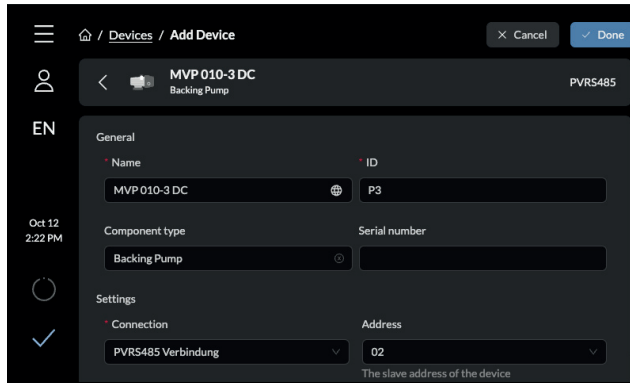 / Devices / Add Device
Cancel
Done
MVP 010-3 DC
Backing Pump
PVRS485
EN
General
* Name
* ID
MVP 010-3 DC
P3
Oct 12
2:22 PM
Component type
Serial number
Backing Pump
Settings
* Connection
Address
PVRS485 Verbindung
02
The slave address of the device